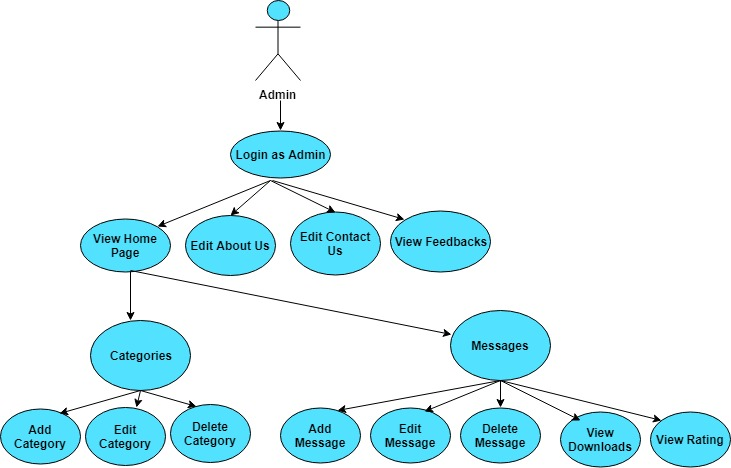 Admin
Login as Admin
View Home
Page
Edit About Us
Edit Contact
Us
View Feedbacks
Categories
Messages
Add
Category
Edit
Category
Delete
Category
Add
Message
Edit
Message
Delete
Message
View
Downloads
View Rating